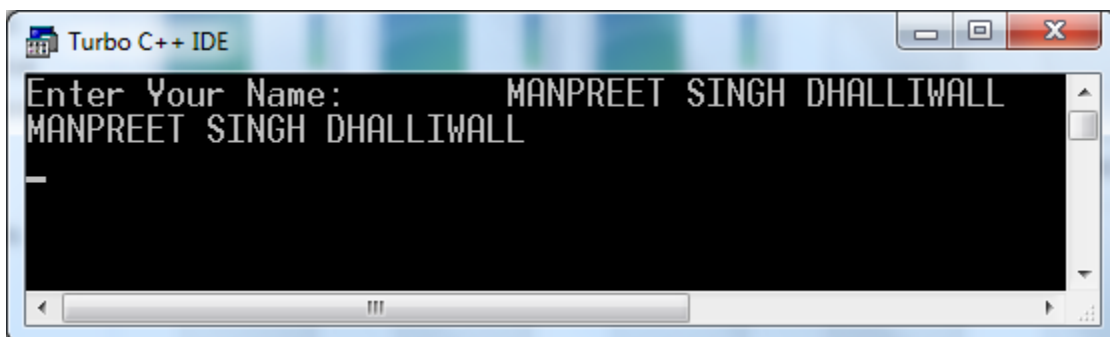 Turbo C++ IDE
Enter Your Name: MANPREET SINGH DHALLIWALL
MANPREET SINGH DHALLIWALL